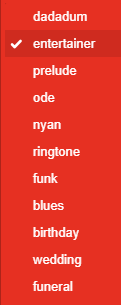 dadadum
entertainer
prelude
ode
nyan
ringtone
funk
blues
birthday
wedding
funeral